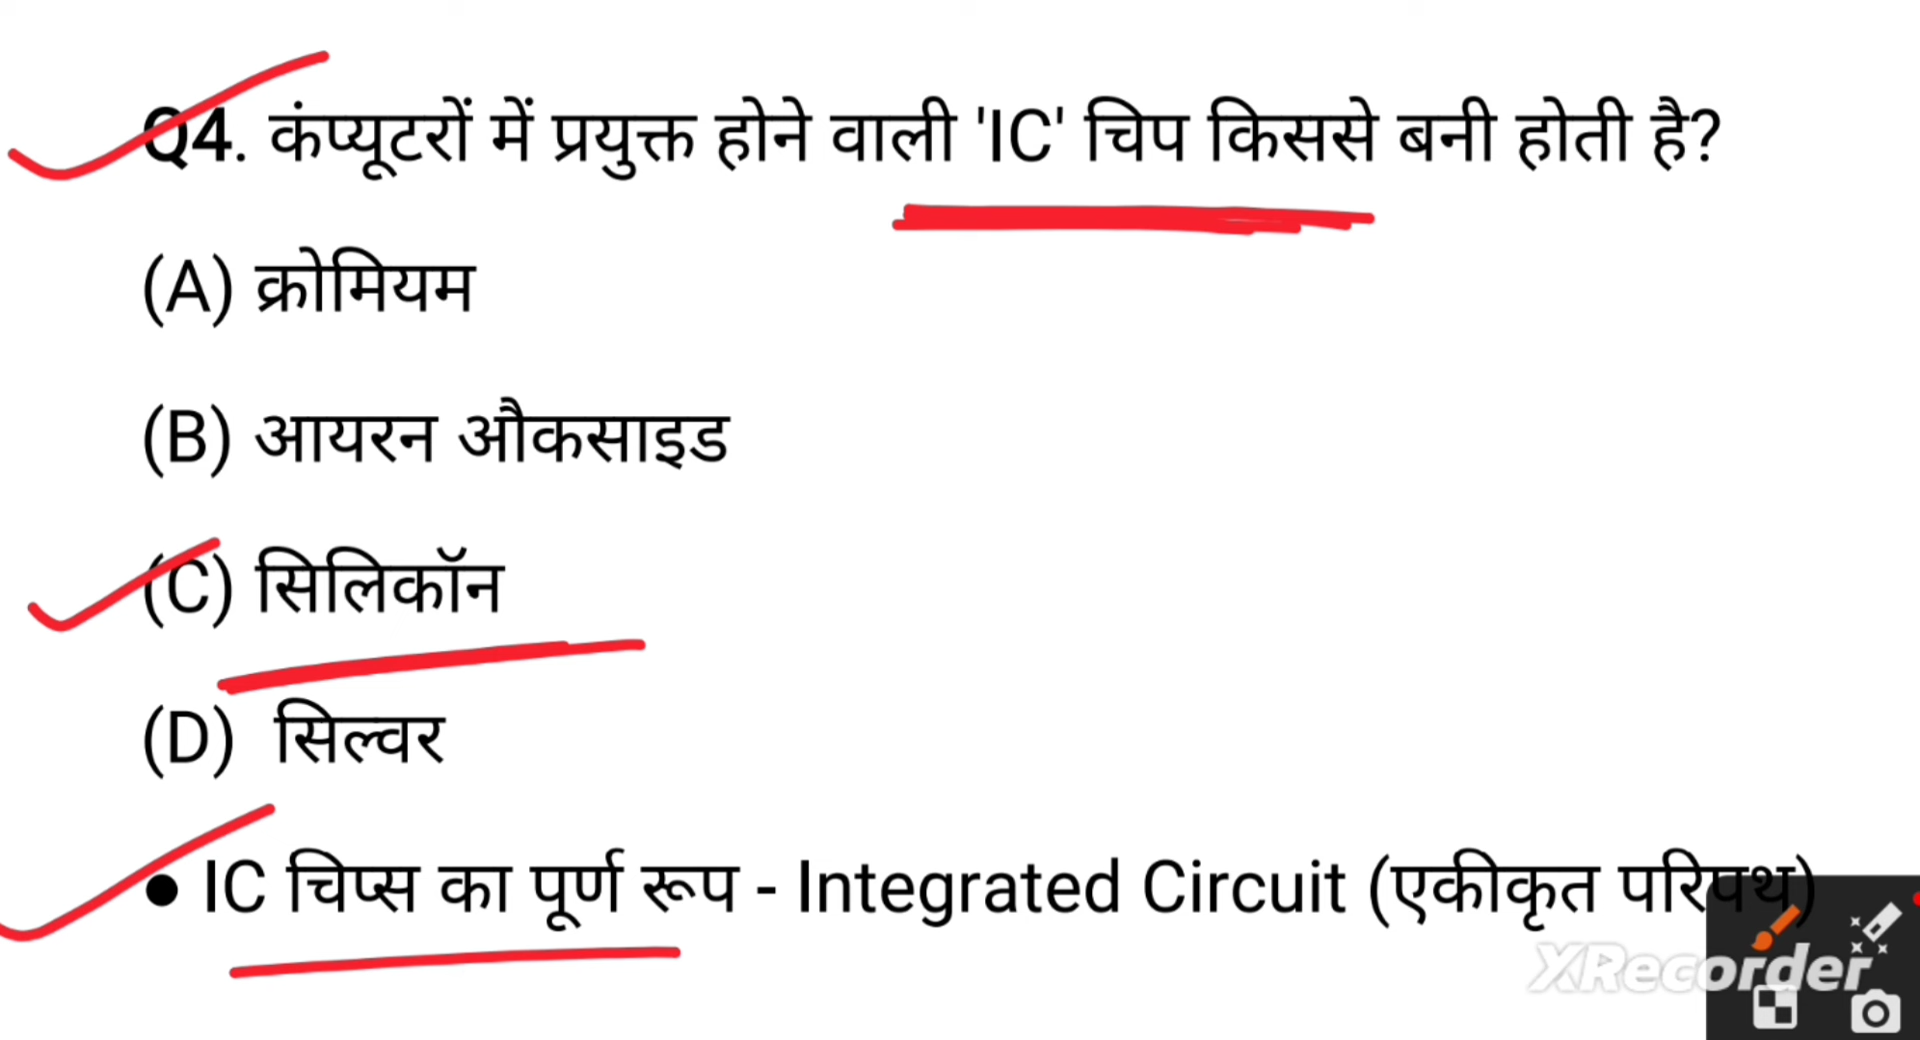 Q4. कंप्यूटरों में प्रयुक्त होने वाली 'IC' चिप किससे बनी होती है?
(A) क्रोमियम
(B) आयरन औकसाइड
(C) सिलिकॉन
(D) सिल्वर
● IC चिप्स का पूर्ण रूप - Integrated Circuit (एकीकृत परिपथ)
XRecorder